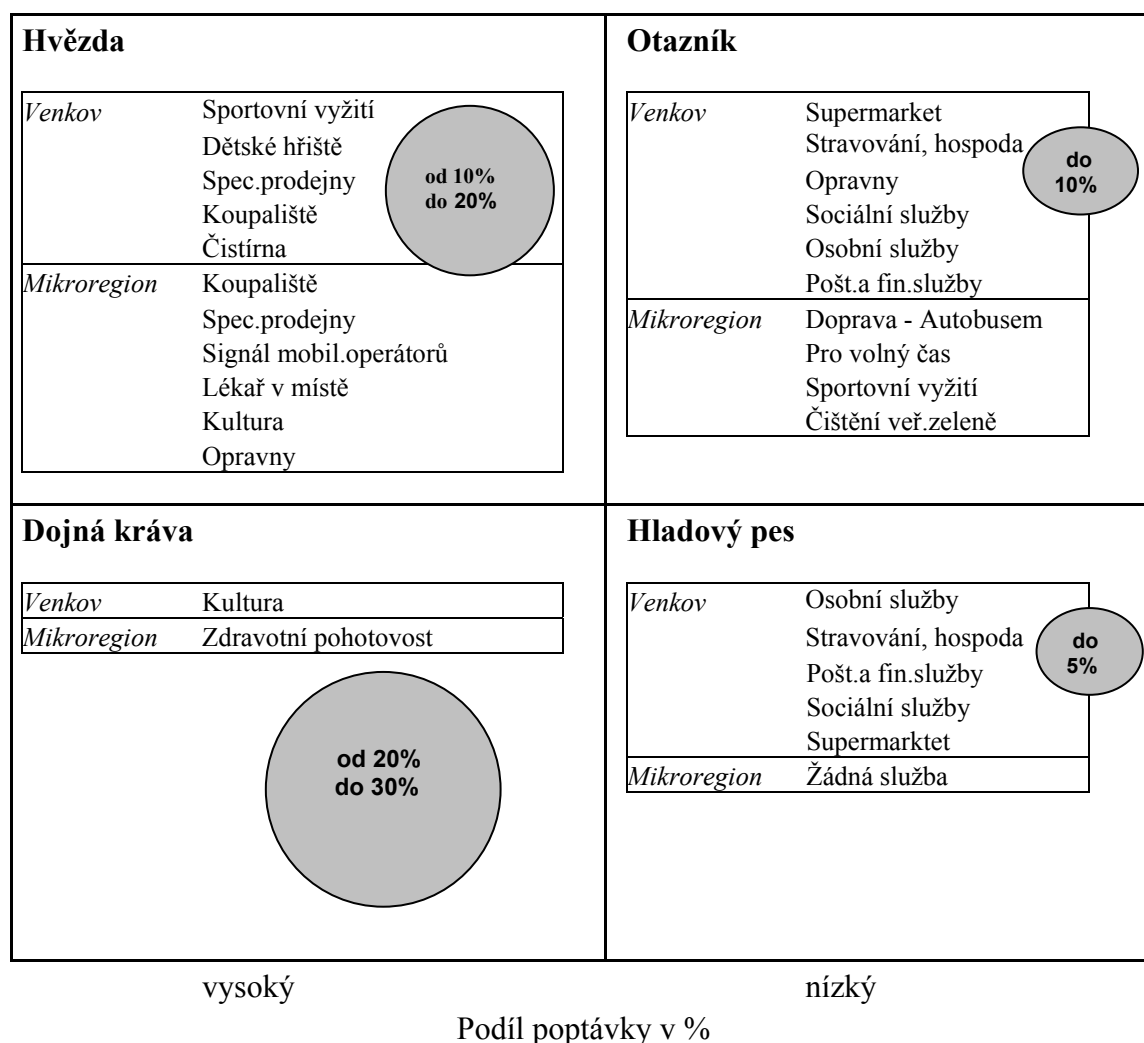 Hvězda
Venkov Sportovní vyžití
Dětské hřiště
Spec.prodejny
Koupaliště
Čistírna
od 10%
do 20%
Mikroregion Koupaliště
Spec.prodejny
Signál mobil.operátorů
Lékař v místě
Kultura
Opravny
Otazník
Venkov Supermarket
Stravování, hospoda
Opravny
Sociální služby
Osobní služby
Pošt.a fin.služby
do
10%
Mikroregion Doprava - Autobusem
Pro volný čas
Sportovní vyžití
Čištění veř.zeleně
Dojná kráva
Venkov Kultura
Mikroregion Zdravotní pohotovost
od 20%
do 30%
Hladový pes
Venkov Osobní služby
Stravování, hospoda
Pošt.a fin.služby
Sociální služby
Supermarktet
do
5%
Mikroregion Žádná služba
vysoký nízký
Podíl poptávky v %